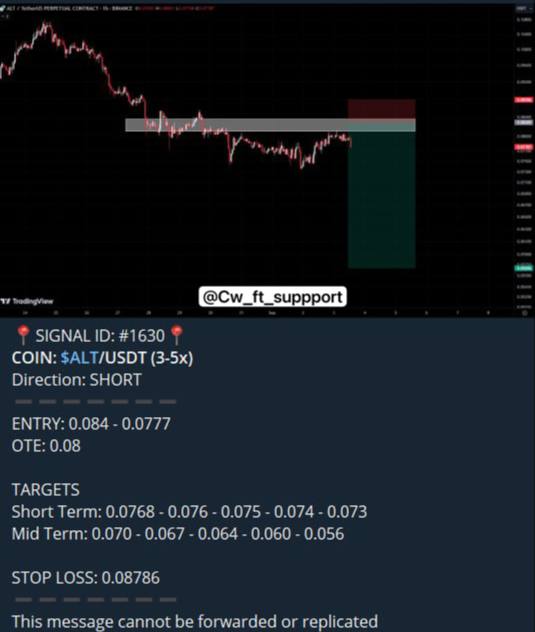 ALT / TetherUS PERPETUAL CONTRACT · 1h · BINANCE
TradingView
@Cw_ft_suppport
📍 SIGNAL ID: #1630 📍
COIN: $ALT/USDT (3-5x)
Direction: SHORT
— — — — — — — —
ENTRY: 0.084 - 0.0777
OTE: 0.08
TARGETS
Short Term: 0.0768 - 0.076 - 0.075 - 0.074 - 0.073
Mid Term: 0.070 - 0.067 - 0.064 - 0.060 - 0.056
STOP LOSS: 0.08786
— — — — — — — —
This message cannot be forwarded or replicated